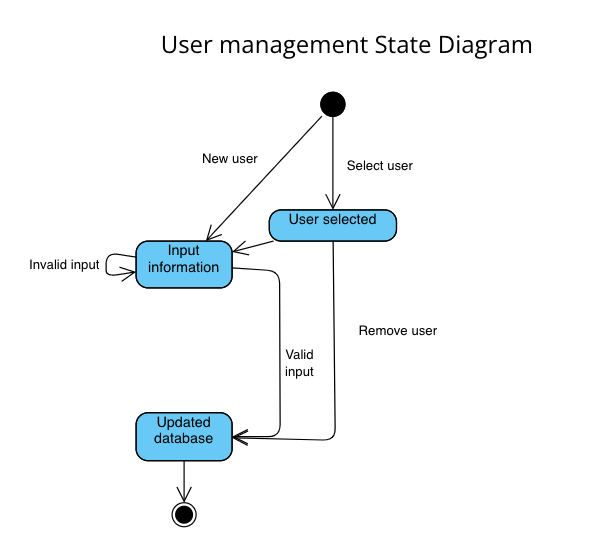 User management State Diagram
New user
Select user
User selected
Input
information
Invalid input
Remove user
Valid
input
Updated
database